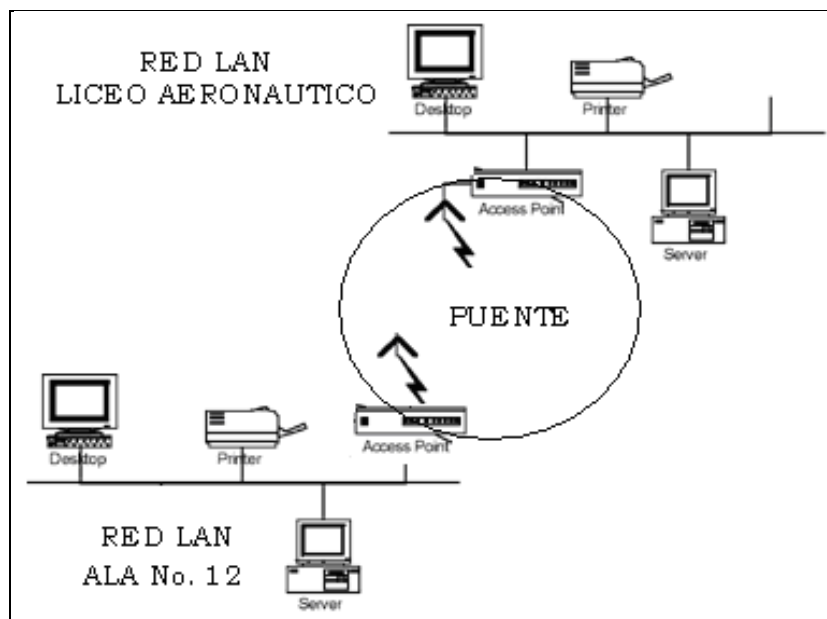 RED LAN
LICEO AERONAUTICO
Desktop
Printer
Access Point
Server
PUENTE
Desktop
Printer
Access Point
RED LAN
ALA No. 12
Server